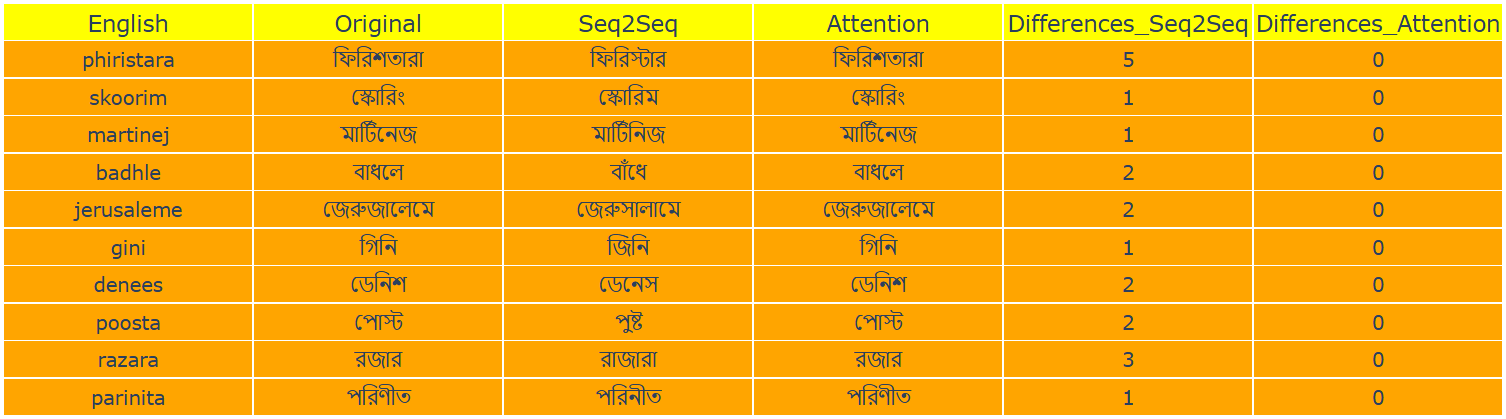 English Original Seq2Seq Attention Differences_Seq2Seq Differences_Attention
phiristara ফিরিশতারা ফিরিস্টার ফিরিশতারা 5 0
skoorim স্কোরিং স্কোরিম স্কোরিং 1 0
martinej মার্টিনেজ মার্টিনিজ মার্টিনেজ 1 0
badhle বাধলে বাঁধে বাধলে 2 0
jerusaleme জেরুজালেমে জেরুসালামে জেরুজালেমে 2 0
gini গিনি জিনি গিনি 1 0
denees ডেনিশ ডেনেস ডেনিশ 2 0
poosta পোস্ট পুষ্ট পোস্ট 2 0
razara রজার রাজারা রজার 3 0
parinita পরিণীত পরিনীত পরিণীত 1 0